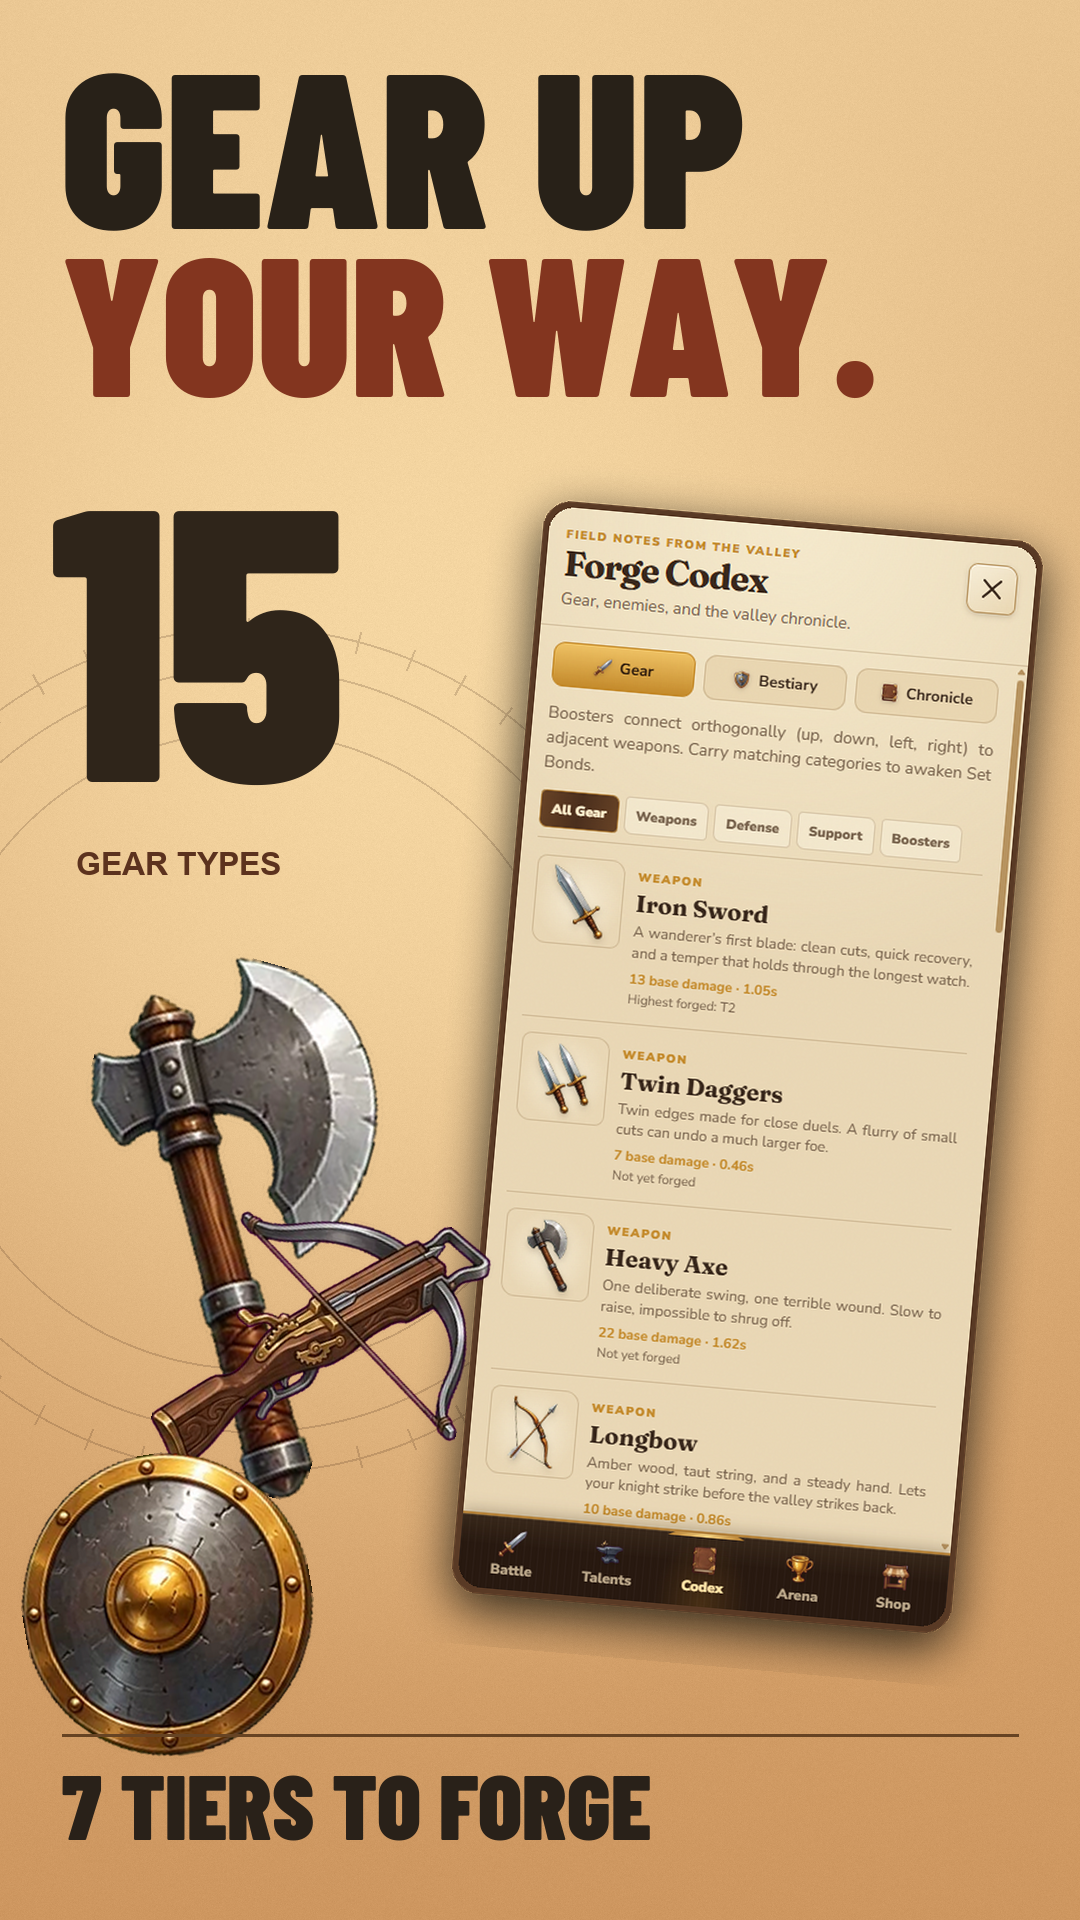 GEAR UP
YOUR WAY.
15
GEAR TYPES
FIELD NOTES FROM THE VALLEY
Forge Codex
Gear, enemies, and the valley chronicle.
Gear
Bestiary
Chronicle
Boosters connect orthogonally (up, down, left, right) to
adjacent weapons. Carry matching categories to awaken Set
Bonds.
All Gear
Weapons
Defense
Support
Boosters
WEAPON
Iron Sword
A wanderer's first blade: clean cuts, quick recovery,
and a temper that holds through the longest watch.
13 base damage · 1.05s
Highest forged: T2
WEAPON
Twin Daggers
Twin edges made for close duels. A flurry of small
cuts can undo a much larger foe.
7 base damage · 0.46s
Not yet forged
WEAPON
Heavy Axe
One deliberate swing, one terrible wound. Slow to
raise, impossible to shrug off.
22 base damage · 1.62s
Not yet forged
WEAPON
Longbow
Amber wood, taut string, and a steady hand. Lets
your knight strike before the valley strikes back.
10 base damage · 0.86s
Battle
Talents
Codex
Arena
Shop
7 TIERS TO FORGE